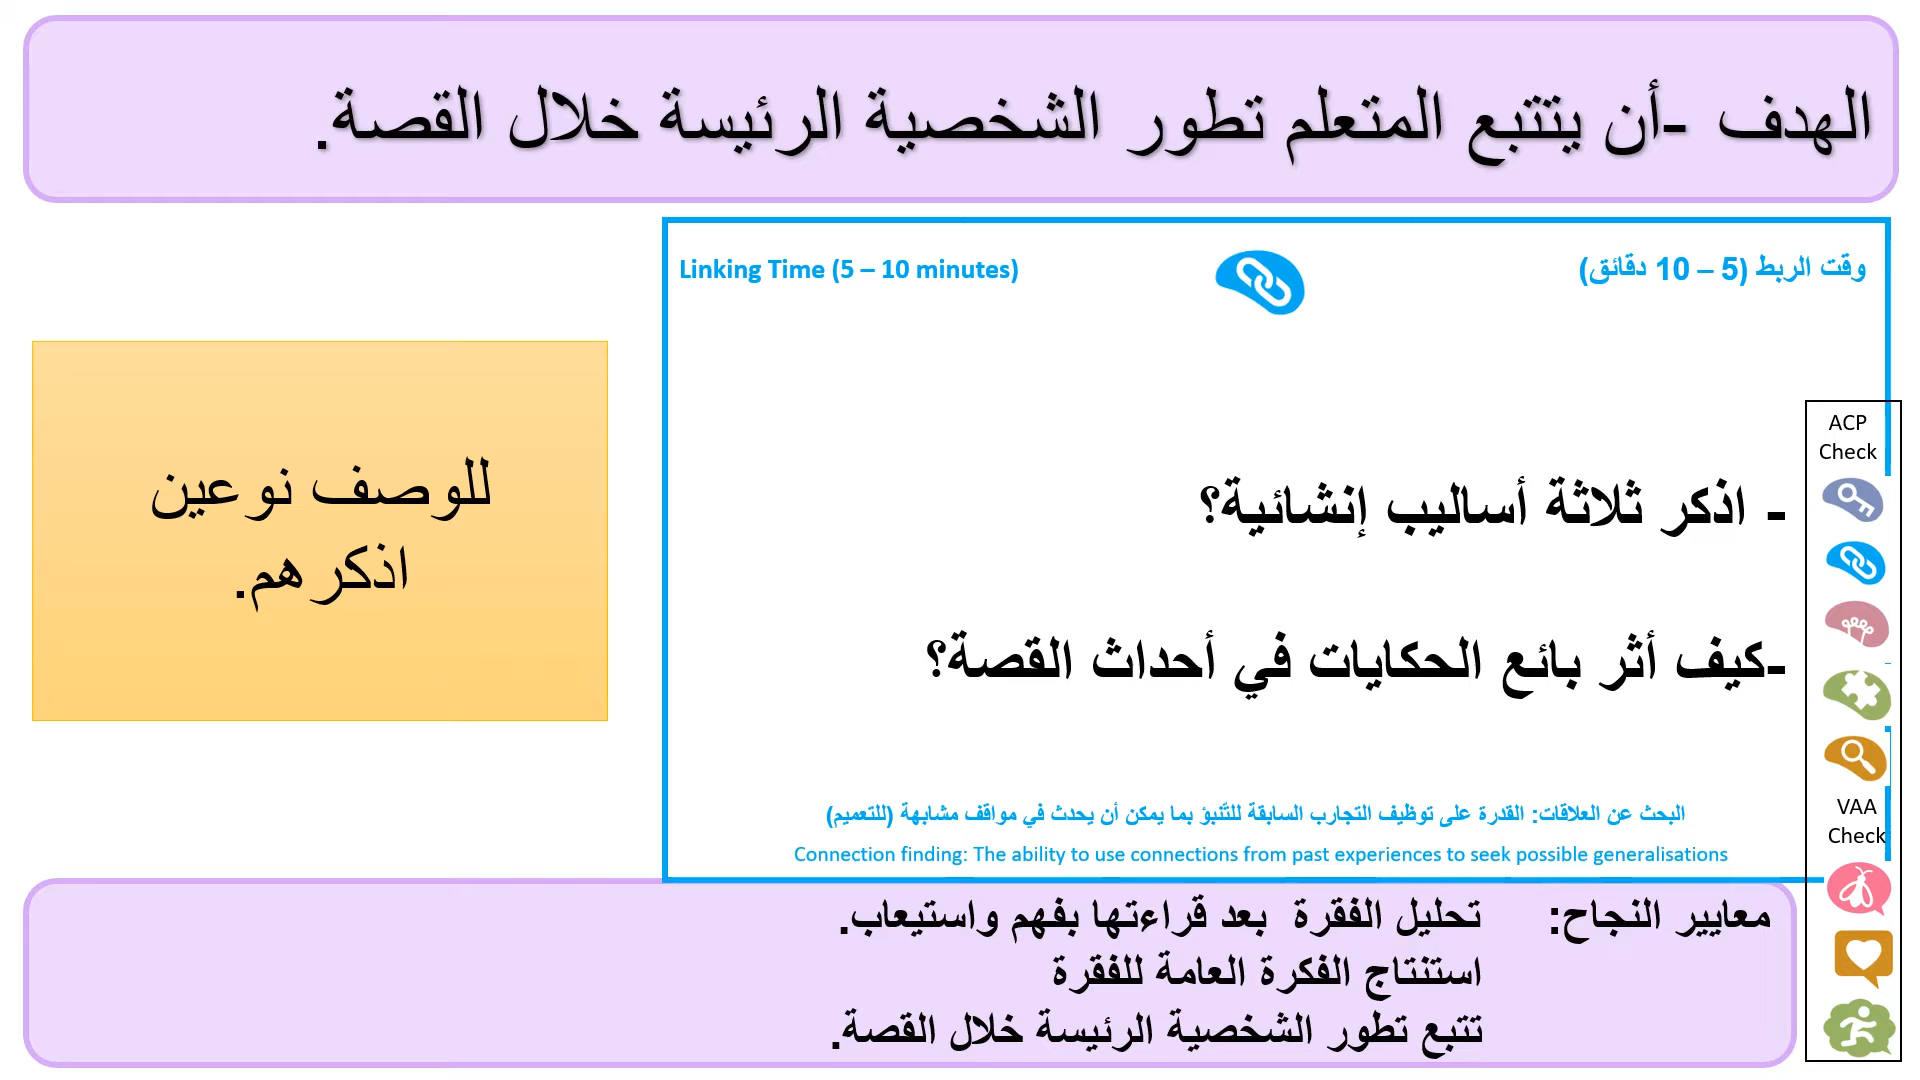 الهدف -أن يتتبع المتعلم تطور الشخصية الرئيسة خلال القصة.
وقت الربط (5 – 10 دقائق)
Linking Time (5 – 10 minutes)
- اذكر ثلاثة أساليب إنشائية؟
-كيف أثر بائع الحكايات في أحداث القصة؟
البحث عن العلاقات: القدرة على توظيف التجارب السابقة للتّنبؤ بما يمكن أن يحدث في مواقف مشابهة (للتعميم)
Connection finding: The ability to use connections from past experiences to seek possible generalisations
للوصف نوعين
اذكرهم.
ACP
Check
VAA
Check
معايير النجاح: تحليل الفقرة بعد قراءتها بفهم واستيعاب.
استنتاج الفكرة العامة للفقرة
تتبع تطور الشخصية الرئيسة خلال القصة.